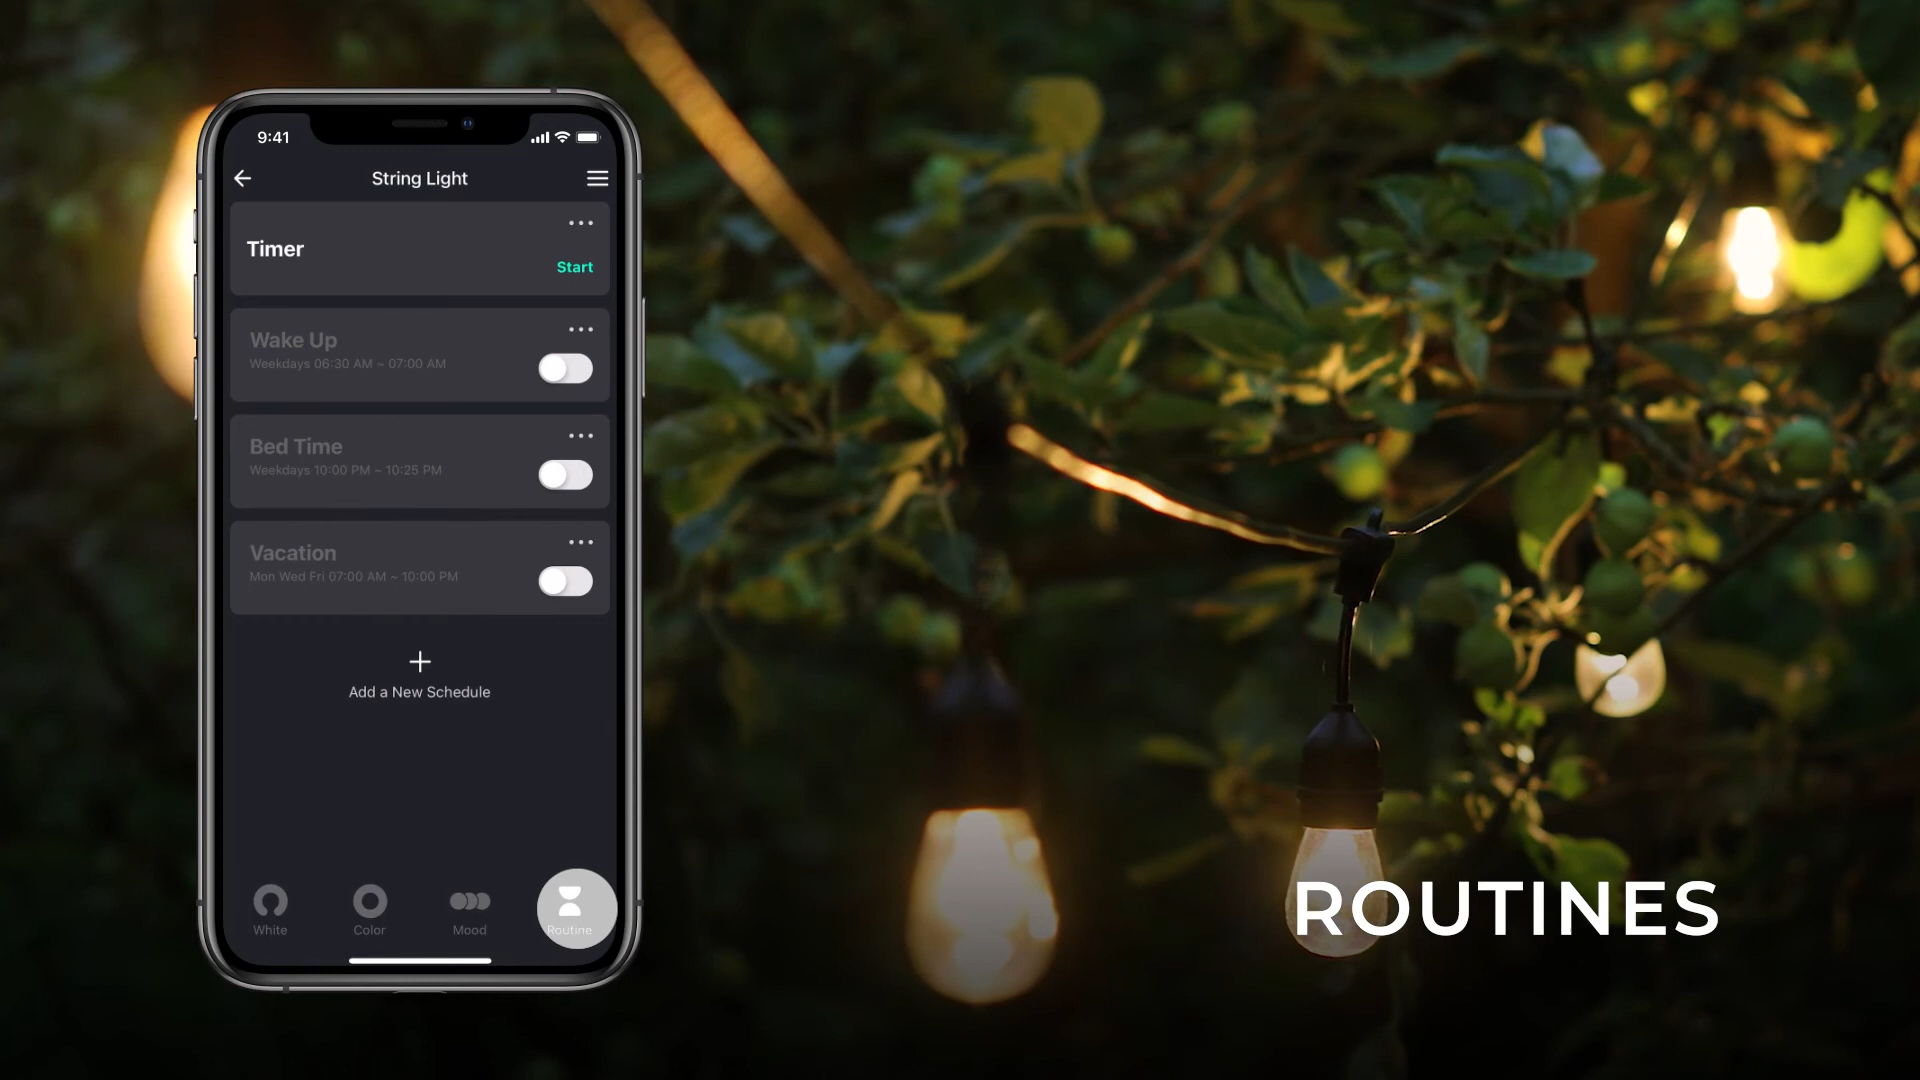 9:41
String Light
Timer
Start
Wake Up
Weekdays 06:30 AM ~ 07:00 AM
Bed Time
Weekdays 10:00 PM ~ 10:25 PM
Vacation
Mon Wed Fri 07:00 AM ~ 10:00 PM
Add a New Schedule
White
Color
Mood
Routine
ROUTINES